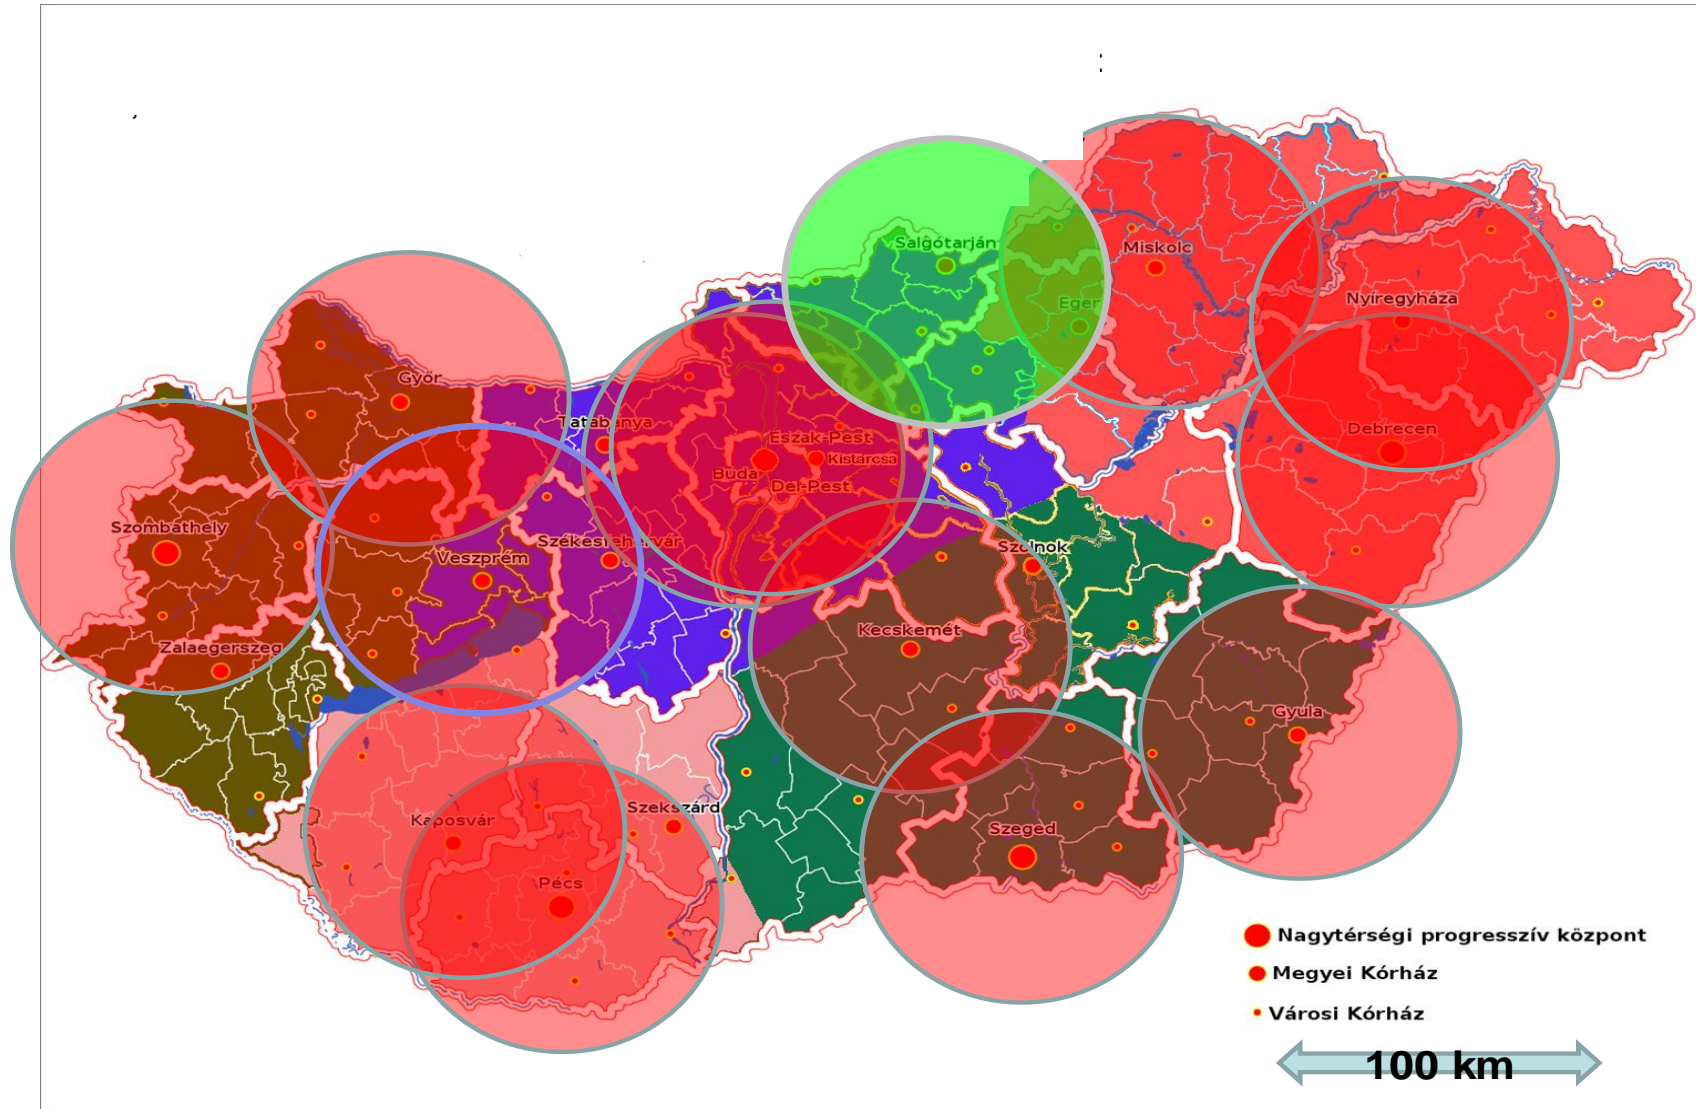 Salgótarján
Miskolc
Eger
Nyíregyháza
Győr
Tatabánya
Debrecen
Észak-Pest
Buda
Kistarcsa
Dél-Pest
Szombathely
Veszprém
Székesfehérvár
Szolnok
Zalaegerszeg
Kecskemét
Gyula
Kaposvár
Szekszárd
Szeged
Pécs
Nagytérségi progresszív központ
Megyei Kórház
Városi Kórház
100 km